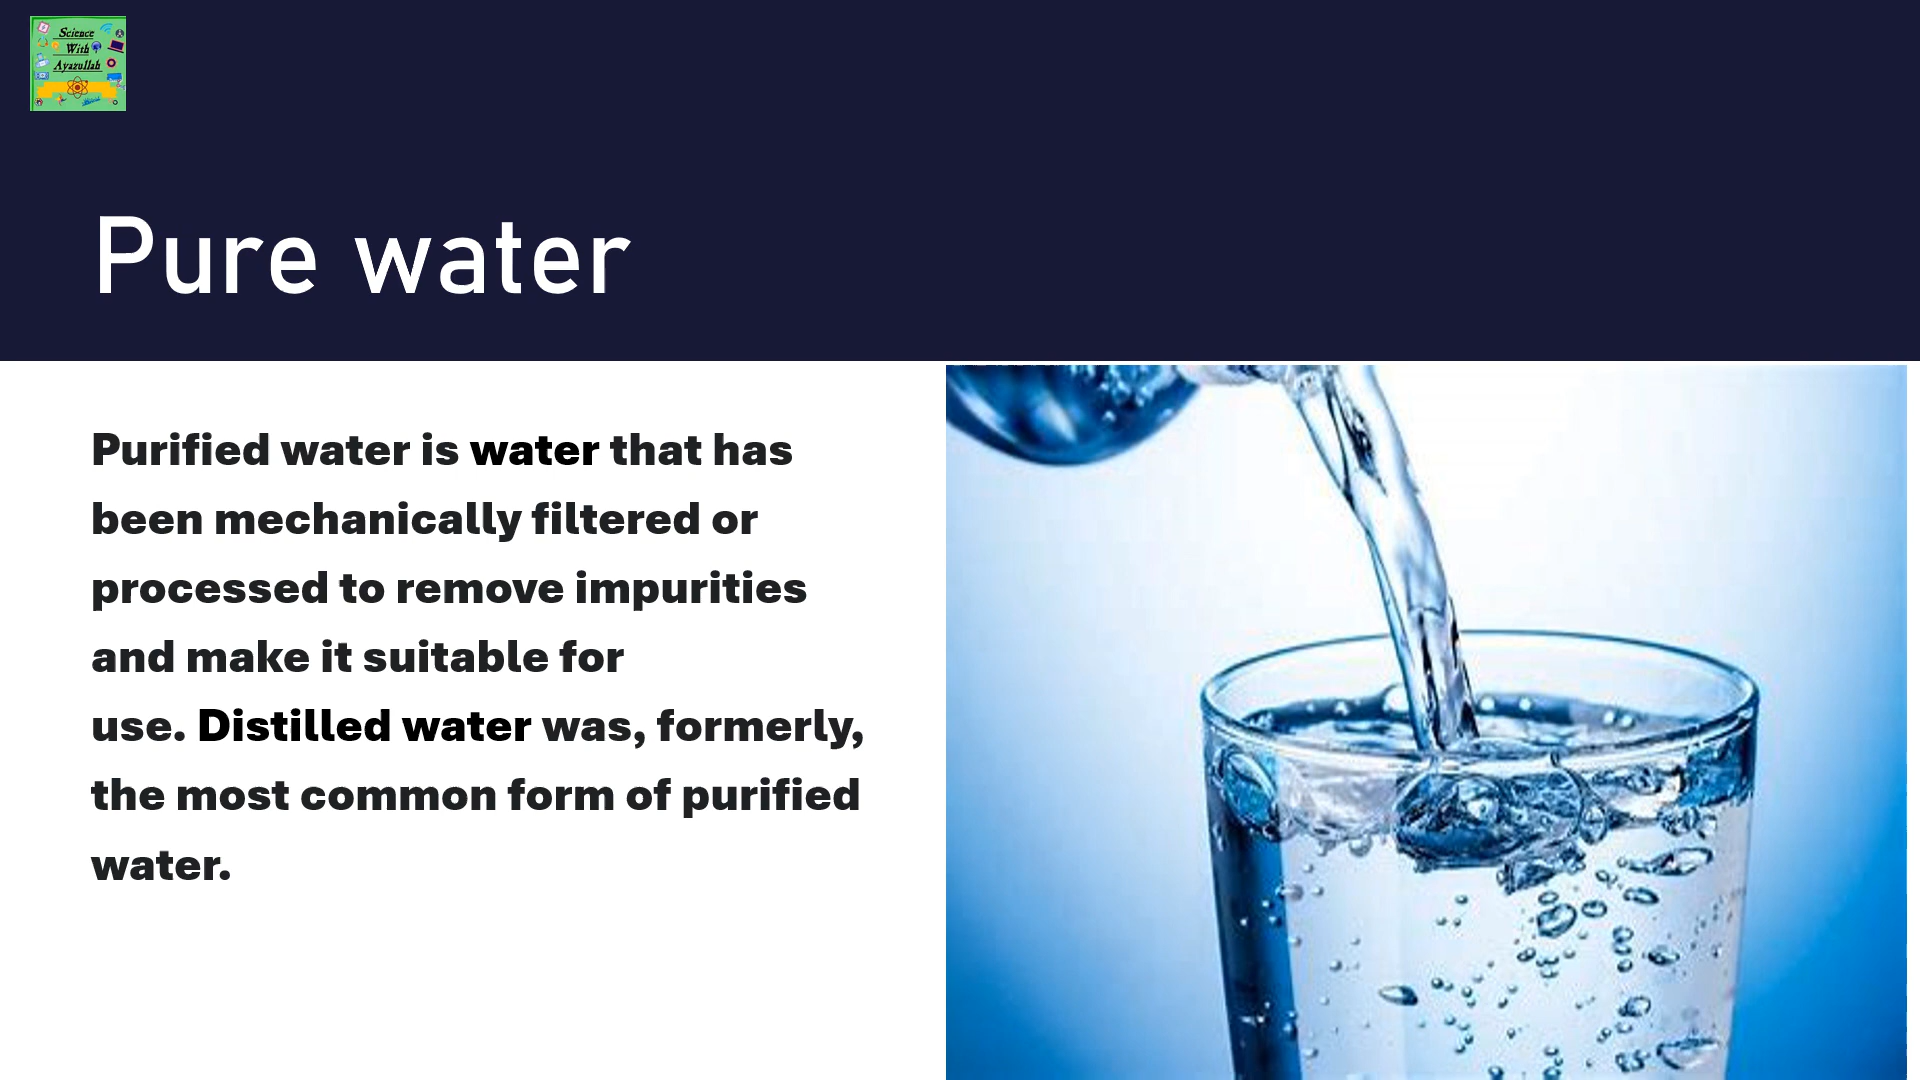 Science
With
Ayazullah
Pure water
Purified water is water that has
been mechanically filtered or
processed to remove impurities
and make it suitable for
use. Distilled water was, formerly,
the most common form of purified
water.